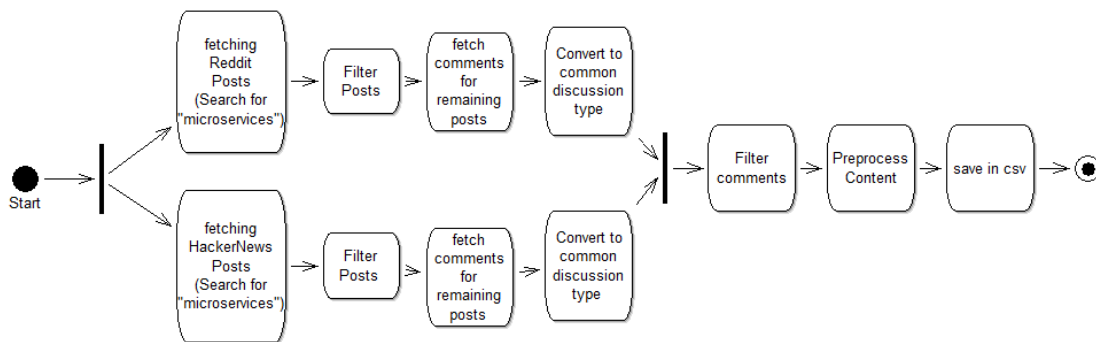 Start
fetching
Reddit
Posts
(Search for
"microservices")
Filter
Posts
fetch
comments
for
remaining
posts
Convert to
common
discussion
type
fetching
HackerNews
Posts
(Search for
"microservices")
Filter
Posts
fetch
comments
for
remaining
posts
Convert to
common
discussion
type
Filter
comments
Preprocess
Content
save in csv